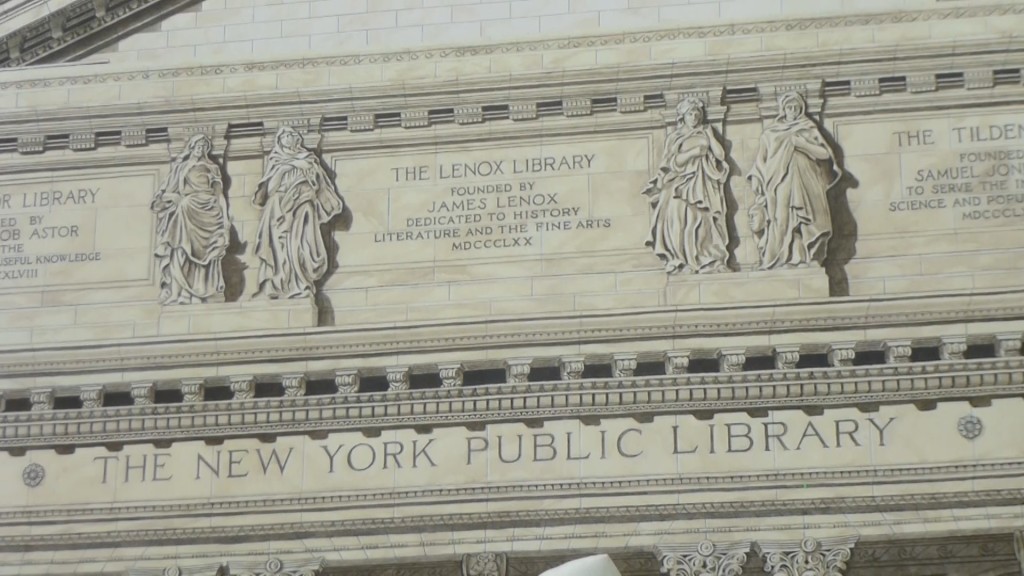 OR LIBRARY
ED BY
OB ASTOR
THE
USEFUL KNOWLEDGE
XLVIII
THE LENOX LIBRARY
FOUNDED BY
JAMES LENOX
DEDICATED TO HISTORY
LITERATURE AND THE FINE ARTS
MDCCCLXX
THE TILDEN
FOUNDED
SAMUEL JON
TO SERVE THE
SCIENCE AND POPU
MDCCCL
THE NEW YORK PUBLIC LIBRARY